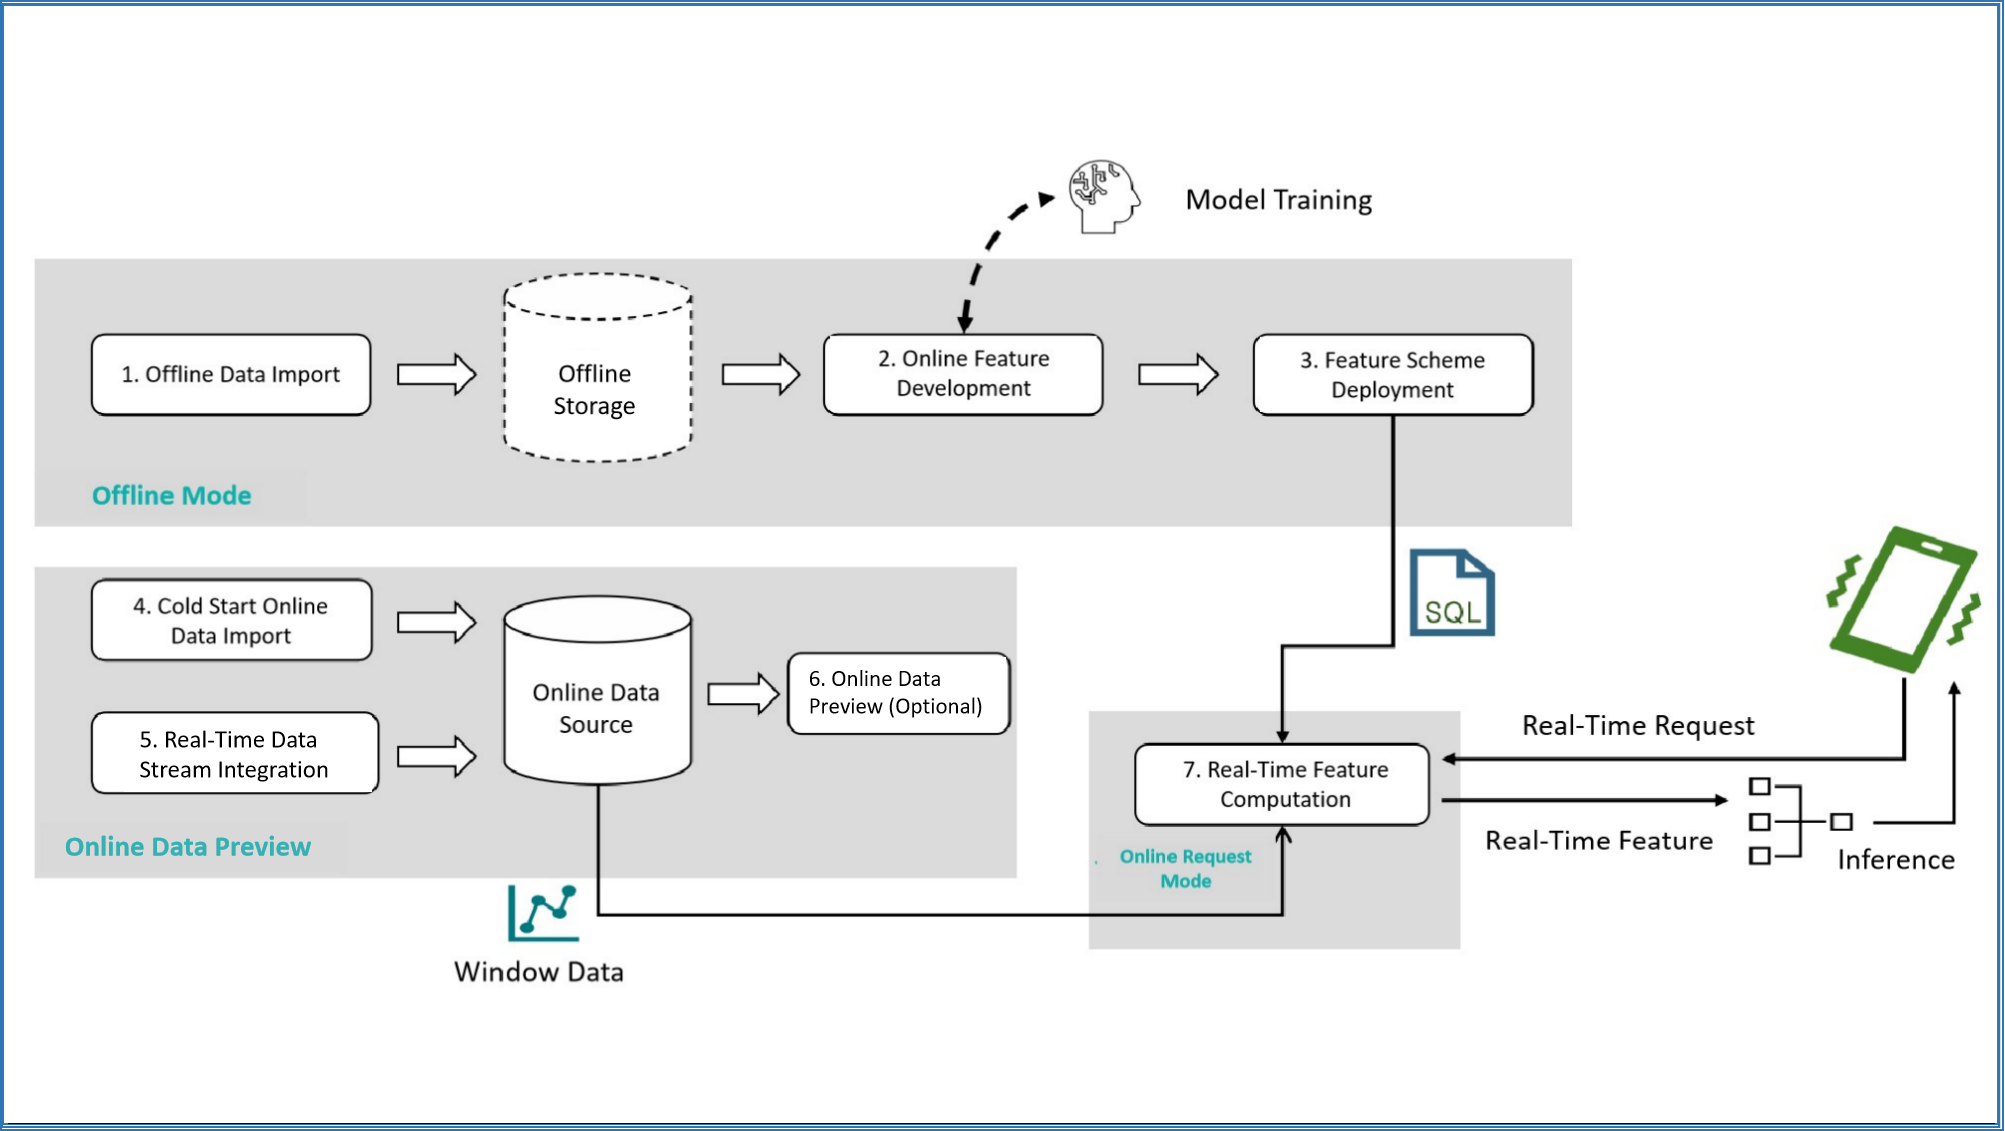 Model Training
1. Offline Data Import
Offline
Storage
2. Online Feature
Development
3. Feature Scheme
Deployment
Offline Mode
SQL
4. Cold Start Online
Data Import
5. Real-Time Data
Stream Integration
Online Data
Source
6. Online Data
Preview (Optional)
Online Data Preview
Window Data
7. Real-Time Feature
Computation
Online Request
Mode
Real-Time Request
Real-Time Feature
Inference